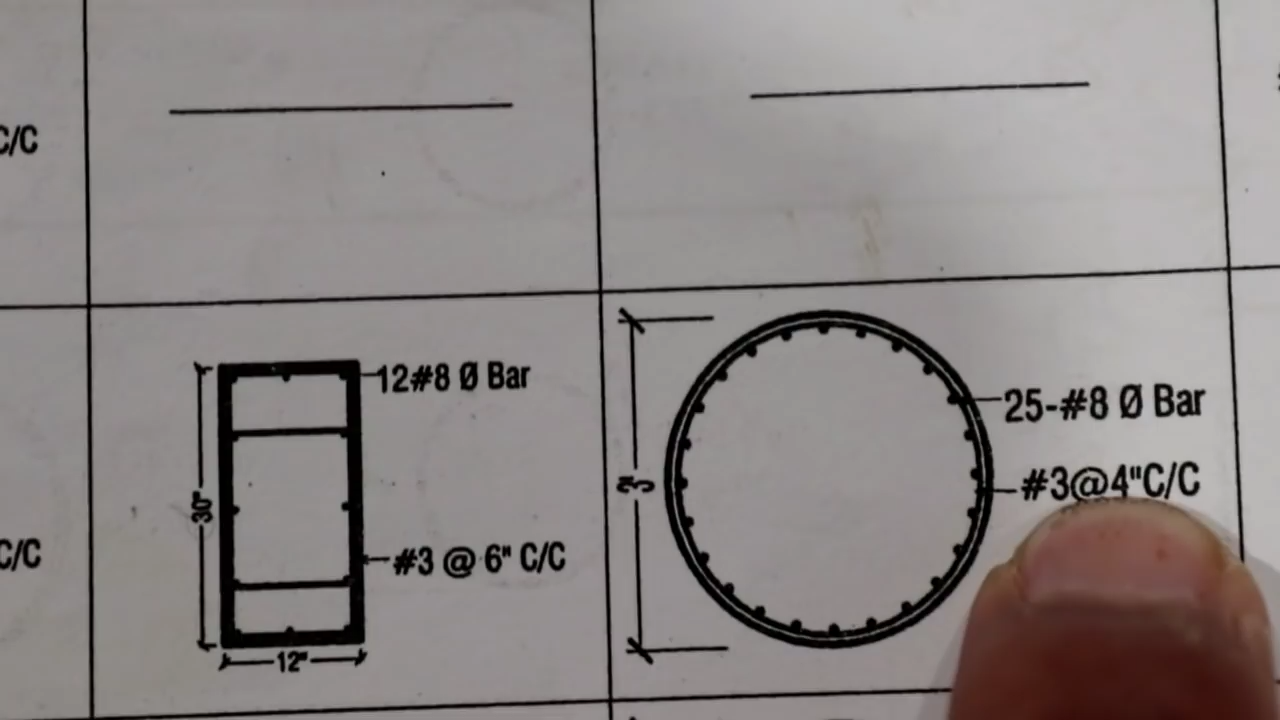 C/C
12#8 Ø Bar
30"
#3 @ 6" C/C
12"
C/C
25-#8 Ø Bar
#3@4"C/C